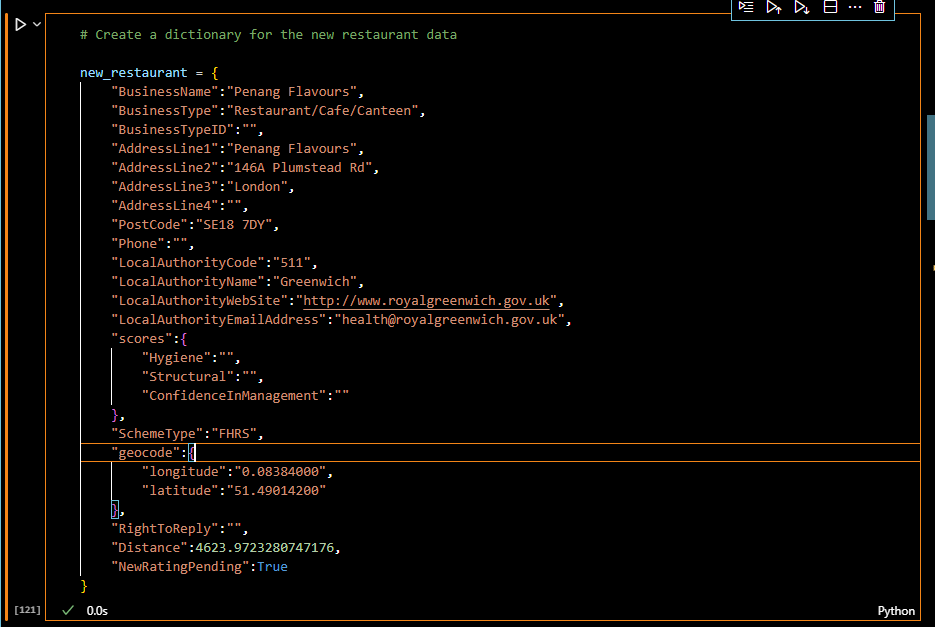 # Create a dictionary for the new restaurant data
new_restaurant = {
"BusinessName":"Penang Flavours",
"BusinessType":"Restaurant/Cafe/Canteen",
"BusinessTypeID":"",
"AddressLine1":"Penang Flavours",
"AddressLine2":"146A Plumstead Rd",
"AddressLine3":"London",
"AddressLine4":"",
"PostCode":"SE18 7DY",
"Phone":"",
"LocalAuthorityCode":"511",
"LocalAuthorityName":"Greenwich",
"LocalAuthorityWebSite":"http://www.royalgreenwich.gov.uk",
"LocalAuthorityEmailAddress":"health@royalgreenwich.gov.uk",
"scores":{
"Hygiene":"",
"Structural":"",
"ConfidenceInManagement":""
},
"SchemeType":"FHRS",
"geocode":{
"longitude":"0.08384000",
"latitude":"51.49014200"
},
"RightToReply":"",
"Distance":4623.9723280747176,
"NewRatingPending":True
}
[121] 0.0s Python